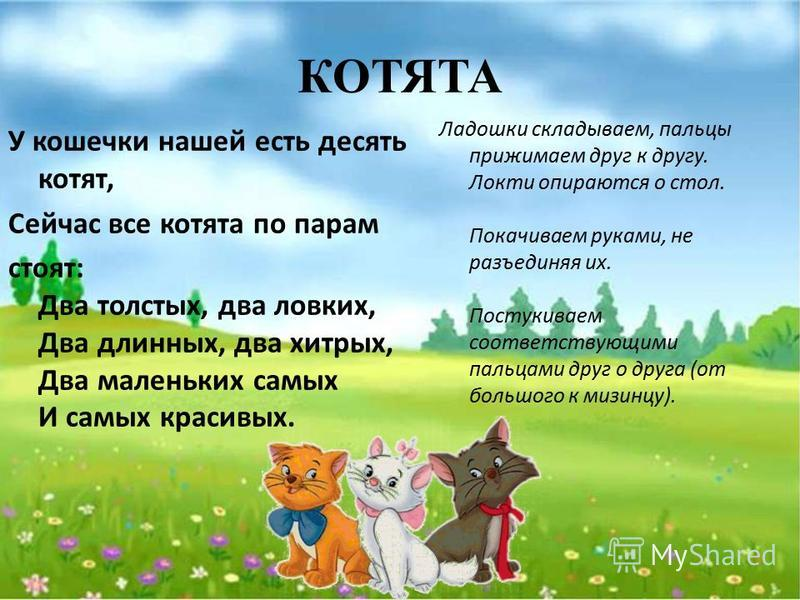 КОТЯТА
У кошечки нашей есть десять
котят,
Сейчас все котята по парам
стоят:
Два толстых, два ловких,
Два длинных, два хитрых,
Два маленьких самых
И самых красивых.
Ладошки складываем, пальцы
прижимаем друг к другу.
Локти опираются о стол.
Покачиваем руками, не
разъединяя их.
Постукиваем
соответствующими
пальцами друг о друга (от
большого к мизинцу).
MyShared